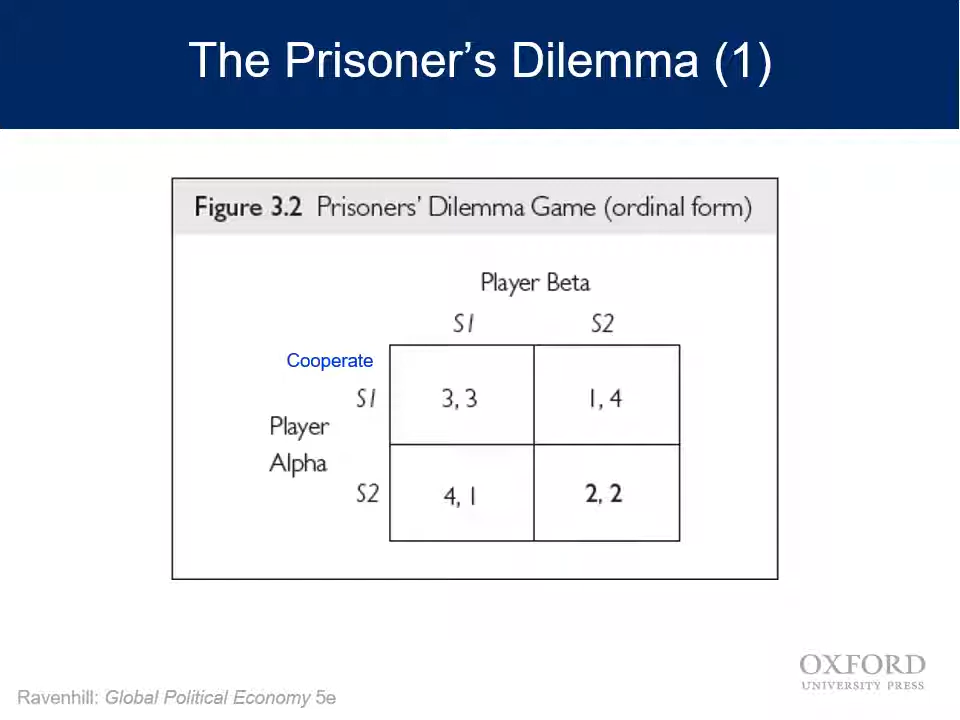 The Prisoner's Dilemma (1)
Figure 3.2 Prisoners' Dilemma Game (ordinal form)
Player Beta
S1 S2
Cooperate
S1 3, 3 1, 4
Player
Alpha
S2 4, 1 2, 2
OXFORD
UNIVERSITY PRESS
Ravenhill: Global Political Economy 5e